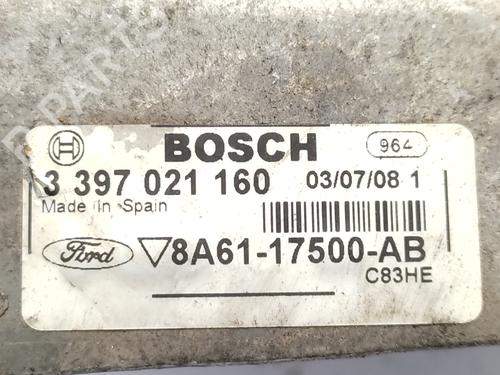 BOSCH 964
3 397 021 160 03/07/08 1
Made In Spain
Ford 8A61-17500-AB
C83HE